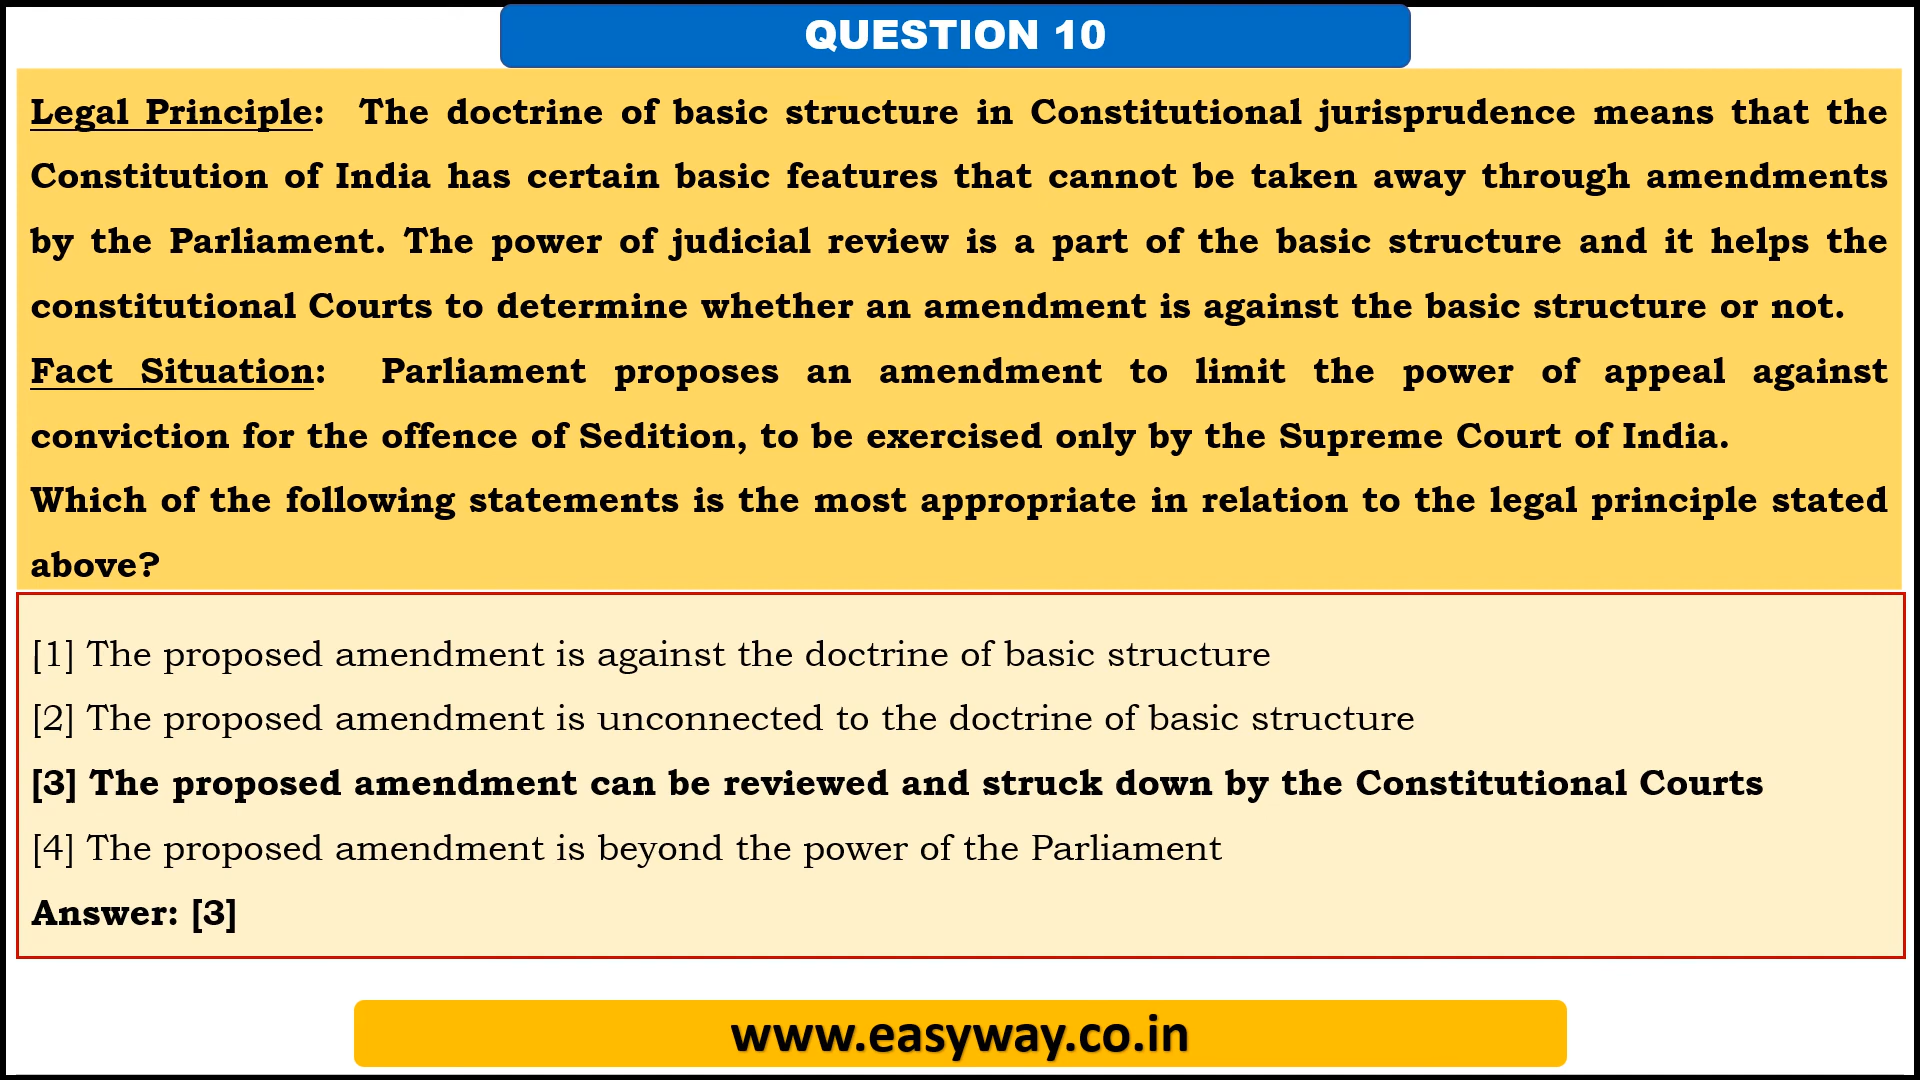 QUESTION 10
Legal Principle: The doctrine of basic structure in Constitutional jurisprudence means that the
Constitution of India has certain basic features that cannot be taken away through amendments
by the Parliament. The power of judicial review is a part of the basic structure and it helps the
constitutional Courts to determine whether an amendment is against the basic structure or not.
Fact Situation: Parliament proposes an amendment to limit the power of appeal against
conviction for the offence of Sedition, to be exercised only by the Supreme Court of India.
Which of the following statements is the most appropriate in relation to the legal principle stated
above?
[1] The proposed amendment is against the doctrine of basic structure
[2] The proposed amendment is unconnected to the doctrine of basic structure
[3] The proposed amendment can be reviewed and struck down by the Constitutional Courts
[4] The proposed amendment is beyond the power of the Parliament
Answer: [3]
www.easyway.co.in